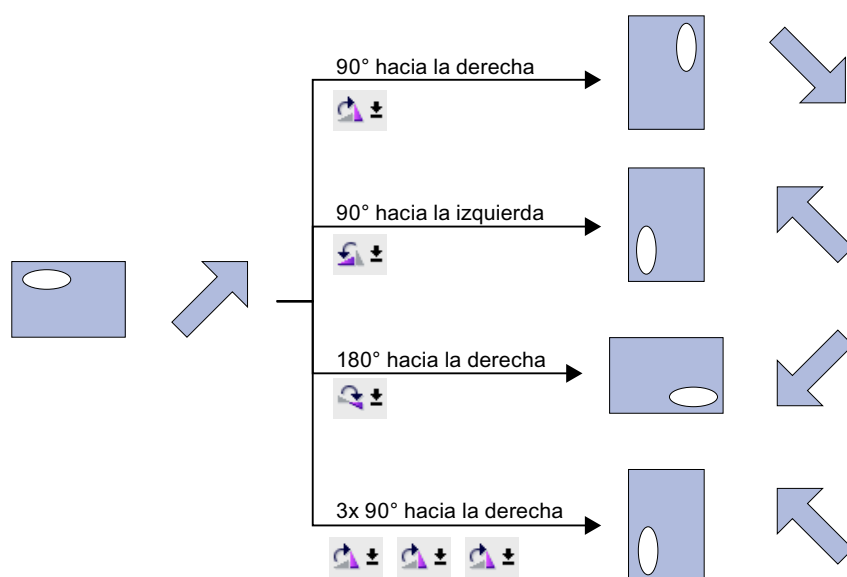 90° hacia la derecha
90° hacia la izquierda
180° hacia la derecha
3x 90° hacia la derecha